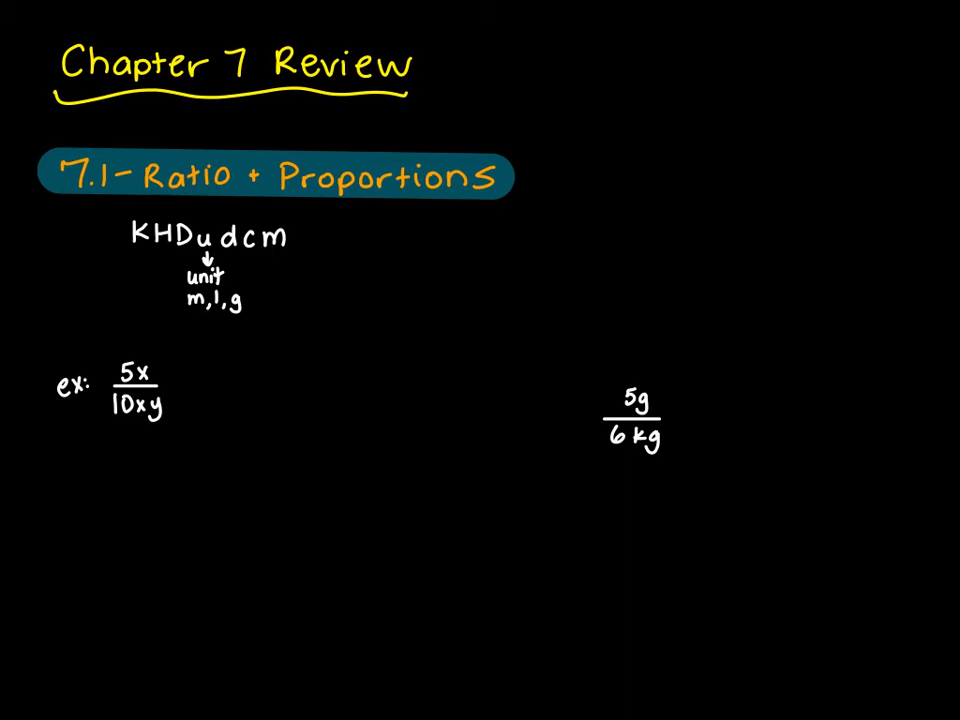 Chapter 7 Review
7.1- Ratio + Proportions
KHDudcm
unit
m,l,g
ex: 5x
10xy
5g
6kg